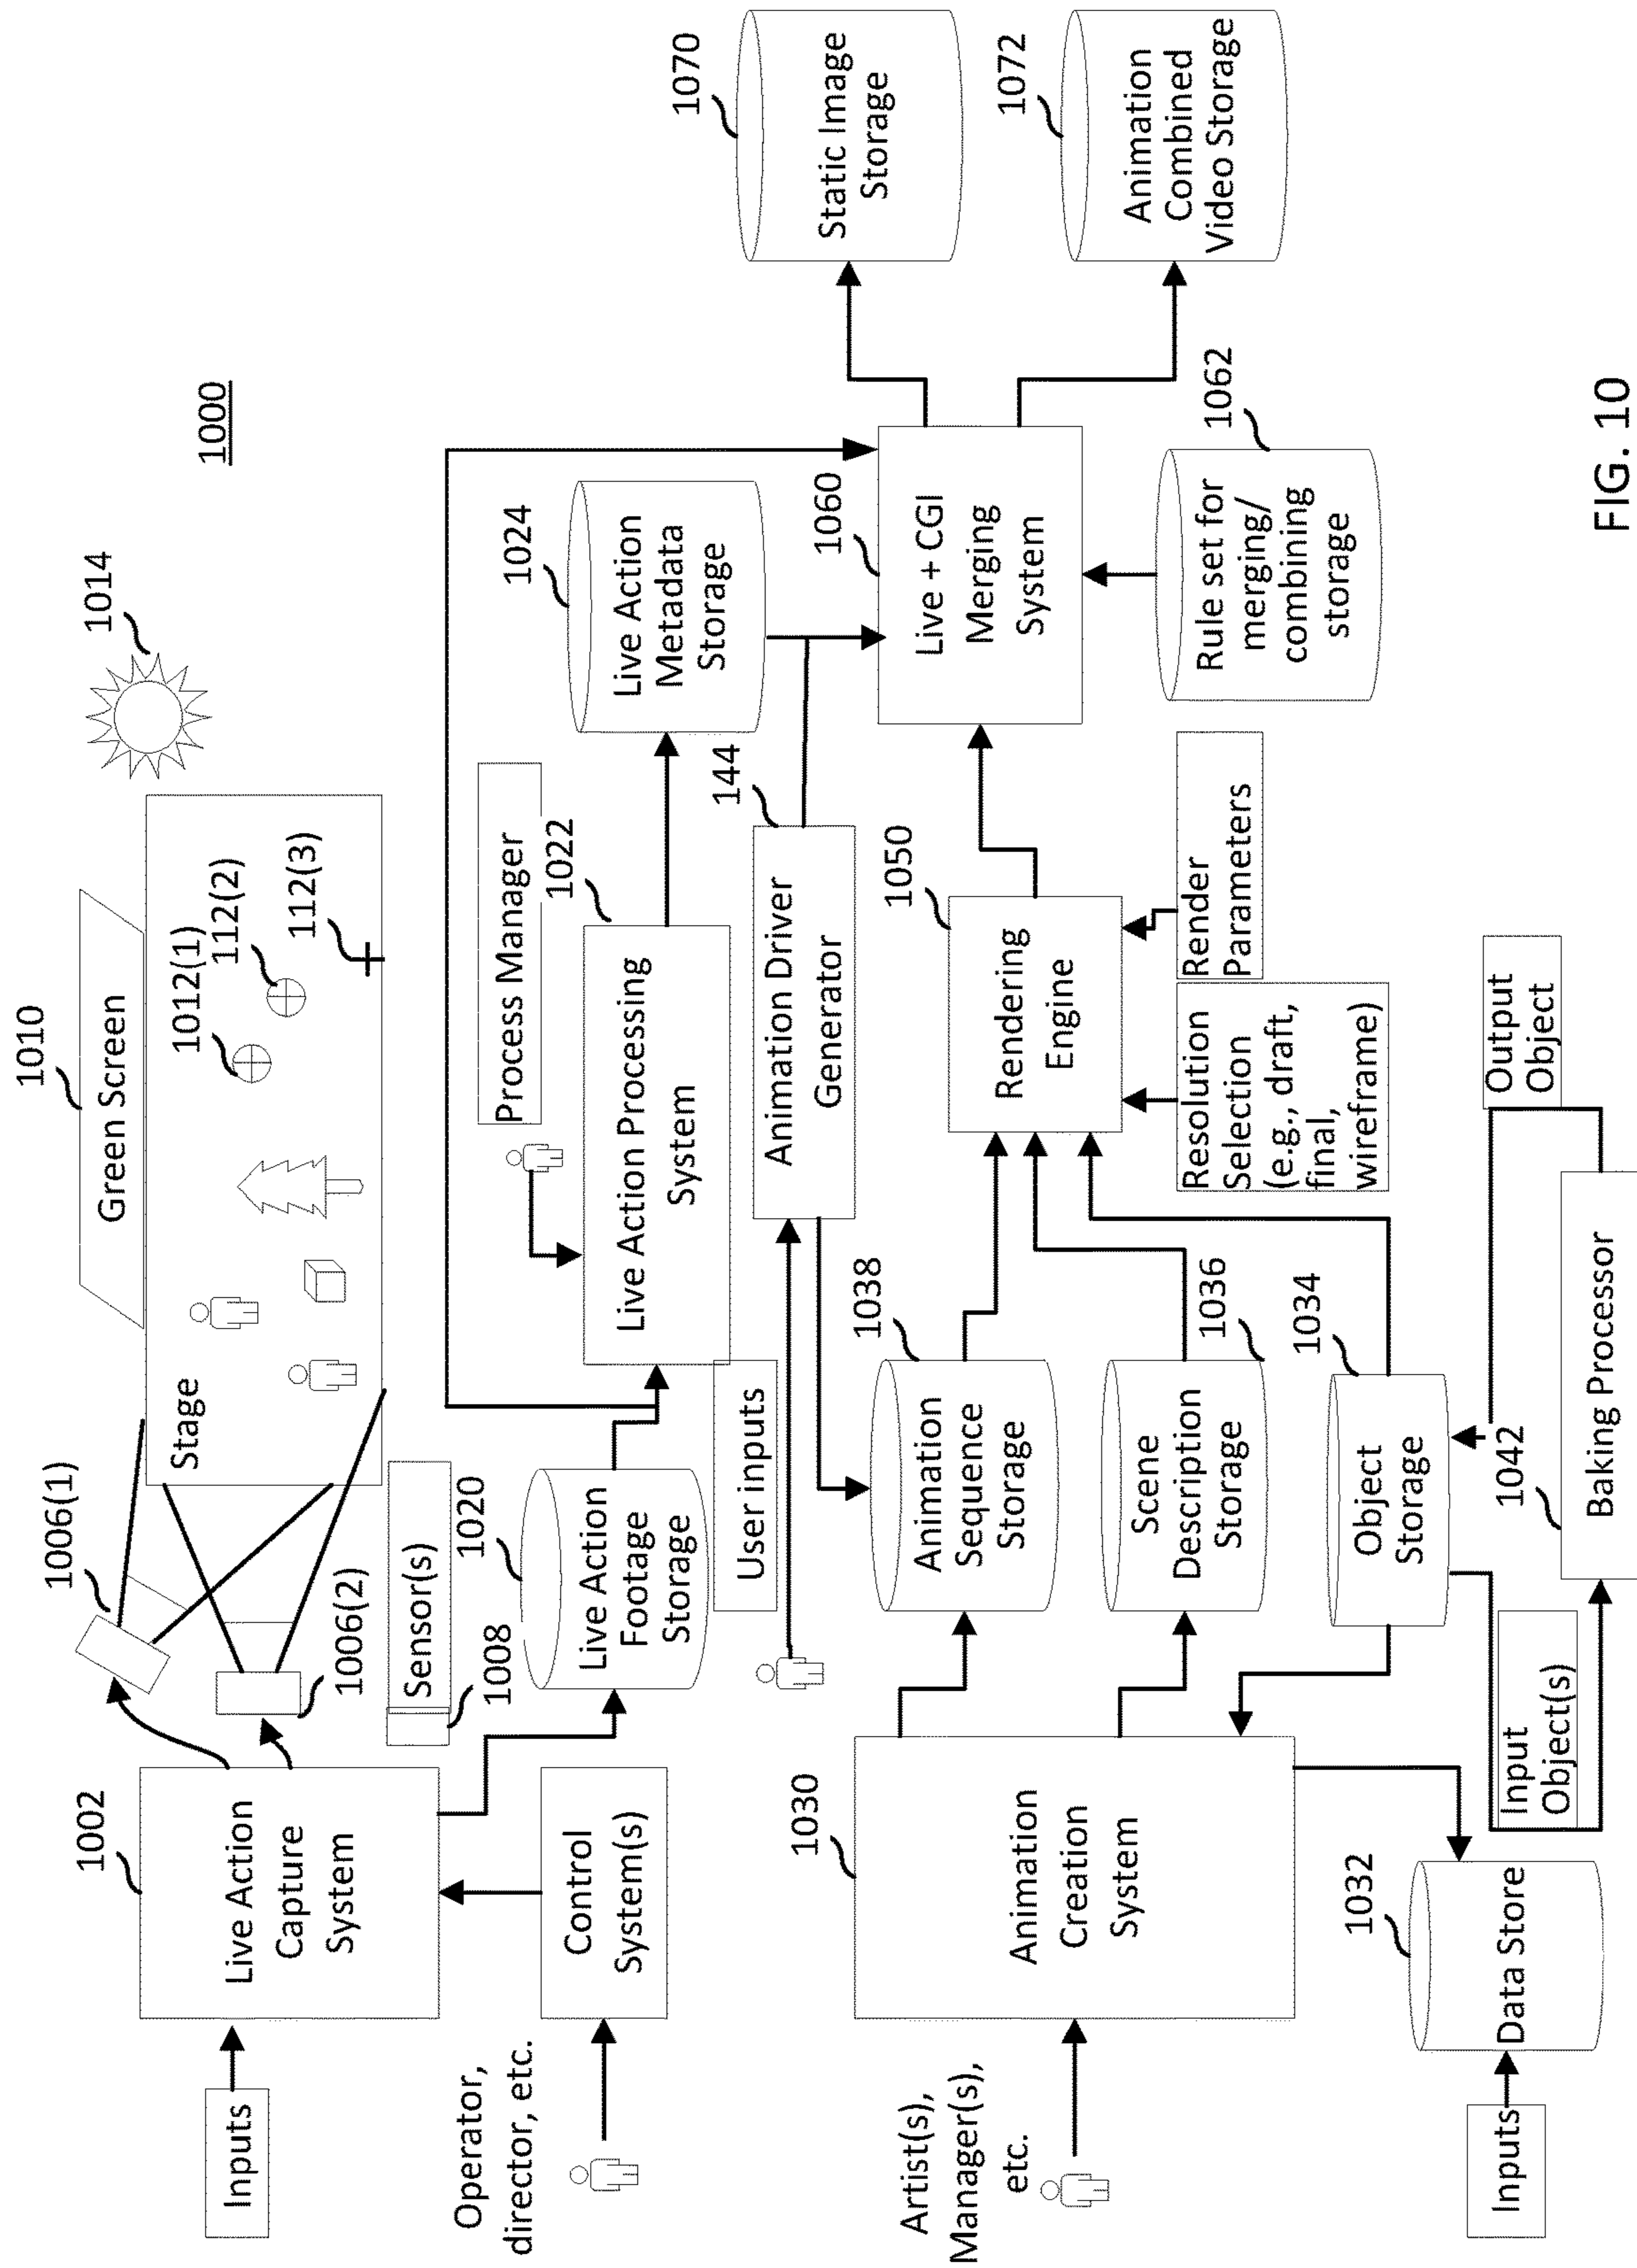 1000
1010
Green Screen
1014
1006(1)
Stage
1012(1)
112(2)
112(3)
1002
Live Action
Capture
System
Inputs
1006(2)
Sensor(s)
1008
Operator,
director, etc.
Control
System(s)
1020
Live Action
Footage
Storage
Process Manager
1022
Live Action Processing
System
1024
Live Action
Metadata
Storage
User inputs
144
Animation Driver
Generator
1060
Live + CGI
Merging
System
1070
Static Image
Storage
1072
Animation
Combined
Video Storage
1062
Rule set for
merging/
combining
storage
Artist(s),
Manager(s),
etc.
1030
Animation
Creation
System
1038
Animation
Sequence
Storage
1036
Scene
Description
Storage
1034
Object
Storage
1050
Rendering
Engine
Resolution
Selection
(e.g., draft,
final,
wireframe)
Render
Parameters
Inputs
1032
Data Store
Input
Object(s)
1042
Baking Processor
Output
Object
FIG. 10